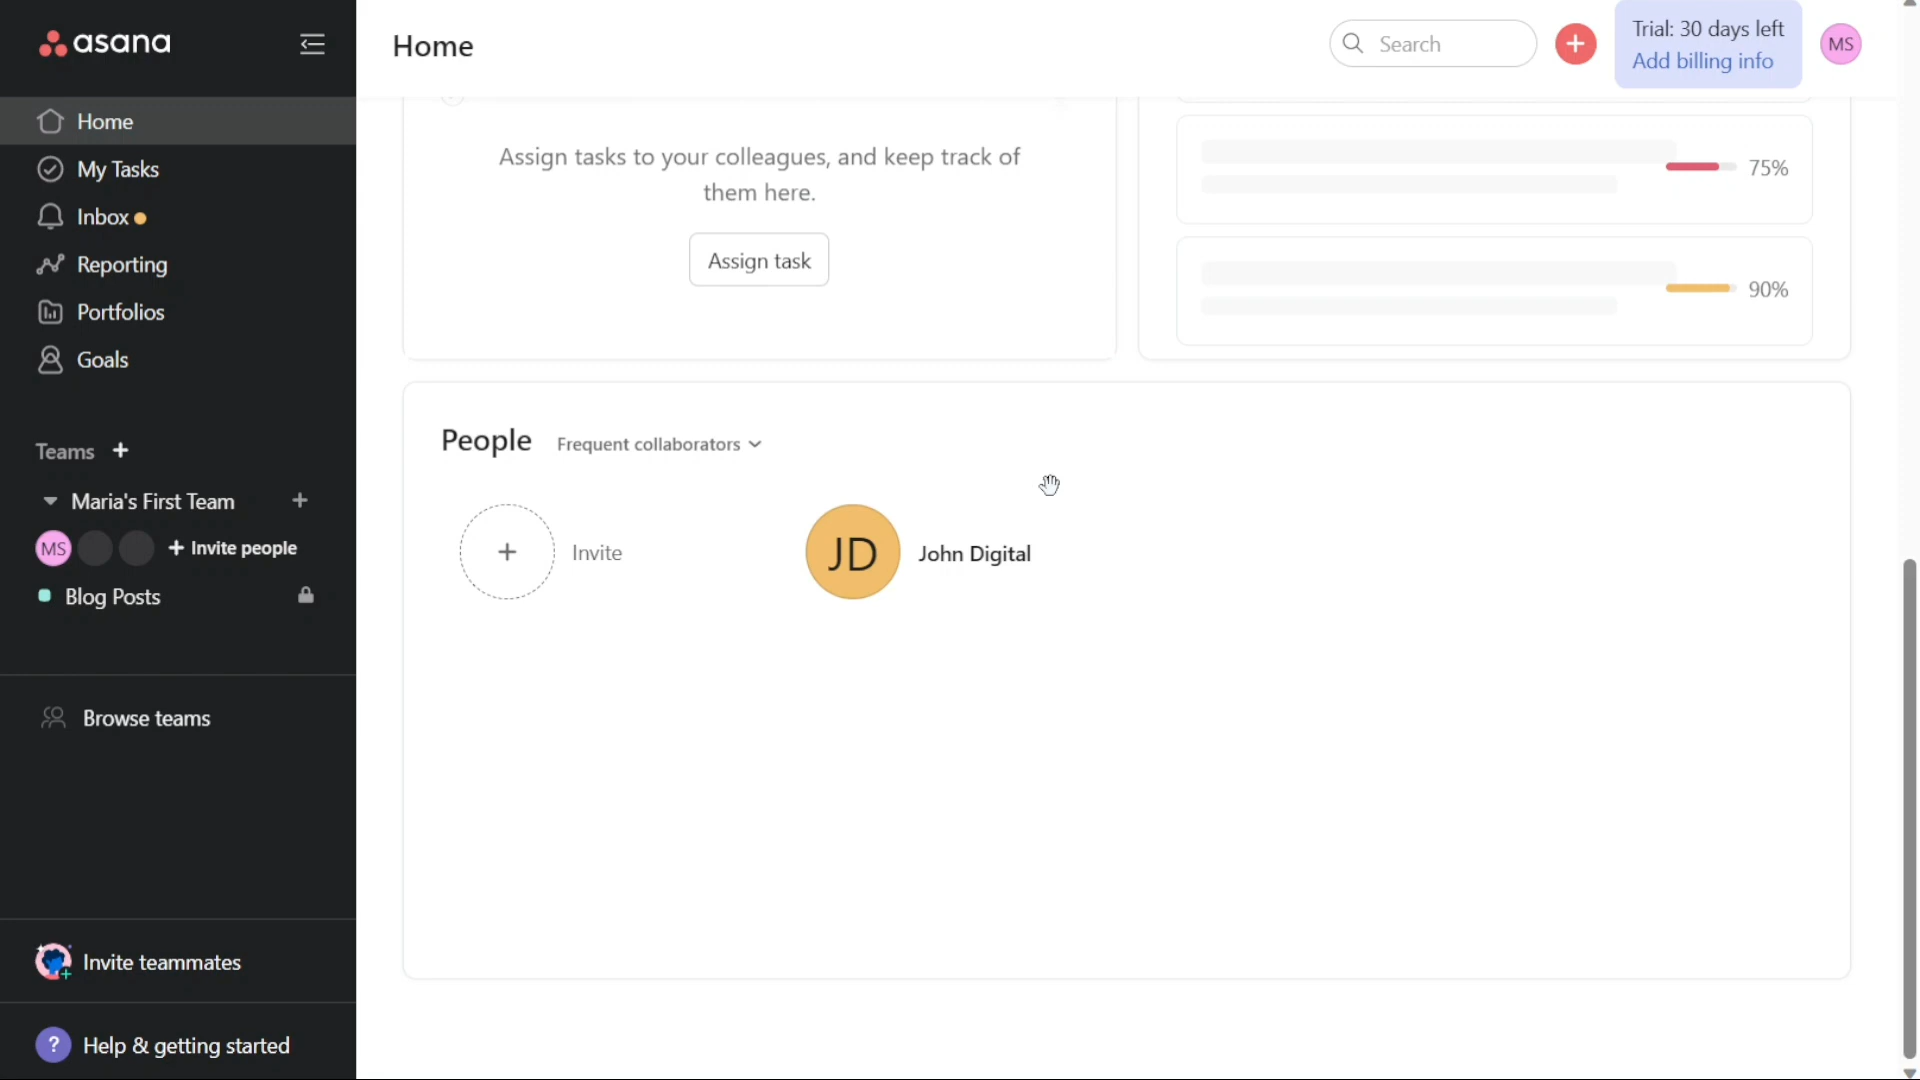 asana
Home
Search
Trial: 30 days left
Add billing info
MS
Home
My Tasks
Inbox
Reporting
Portfolios
Goals
Teams +
Maria's First Team +
MS + Invite people
Blog Posts
Browse teams
Invite teammates
? Help & getting started
Assign tasks to your colleagues, and keep track of
them here.
Assign task
75%
90%
People Frequent collaborators
+ Invite
JD John Digital